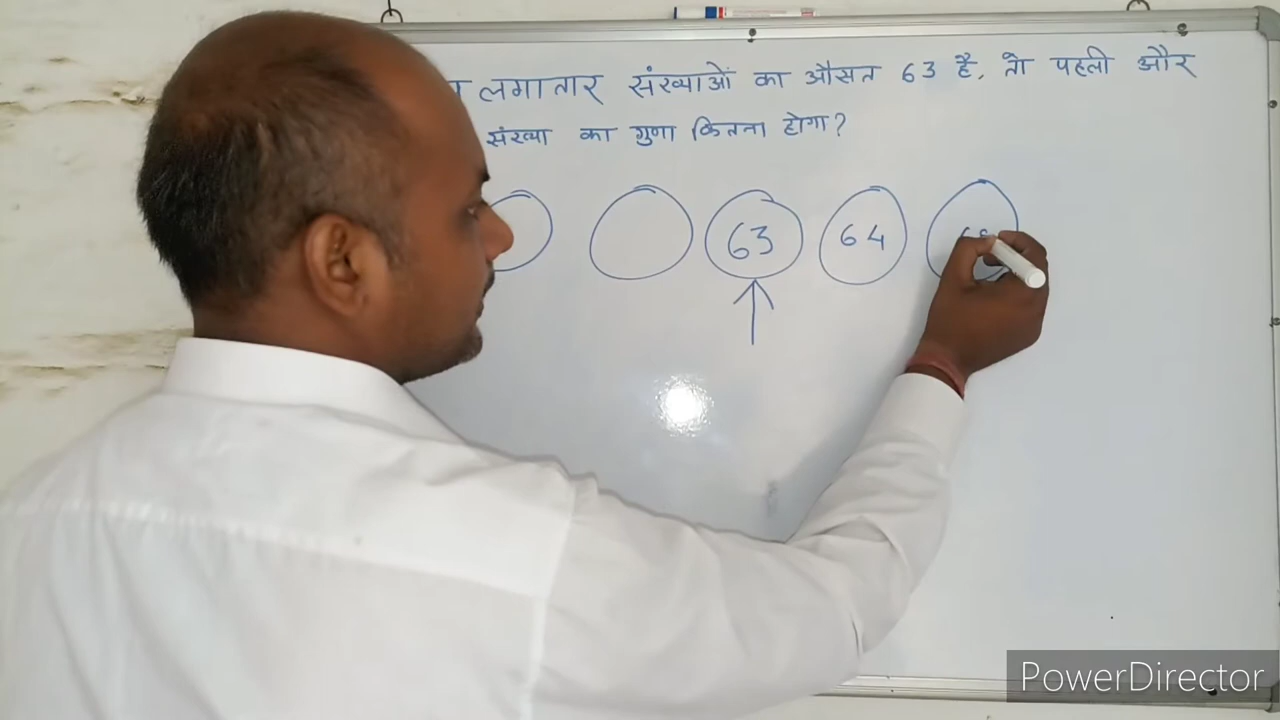 लगातार संख्याओं का औसत 63 है, तो पहली और
संख्या का गुणा कितना होगा?
63 64
PowerDirector